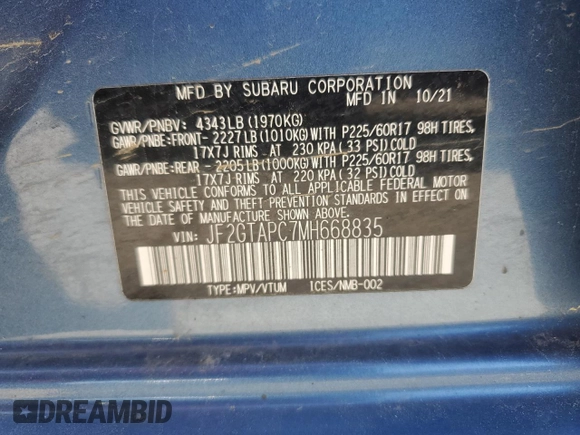 MFD BY SUBARU CORPORATION
MFD IN 10/21
GVWR/PNBV: 4343LB(1970KG)
GAWR/PNBE:FRONT-2227LB(1010KG)WITH P225/60R17 98H TIRES,
17X7J RIMS AT 230 KPA(33 PSI)COLD
GAWR/PNBE:REAR -2205LB(1000KG)WITH P225/60R17 98H TIRES,
17X7J RIMS AT 220 KPA(32 PSI)COLD
THIS VEHICLE CONFORMS TO ALL APPLICABLE FEDERAL MOTOR
VEHICLE SAFETY, BUMPER, AND THEFT PREVENTION STANDARDS
IN EFFECT ON THE DATE OF MANUFACTURE SHOWN ABOVE.
VIN: JF2GTAPC7MH668835
TYPE:MPV/VTUM ICES/NMB-002
DREAMBID